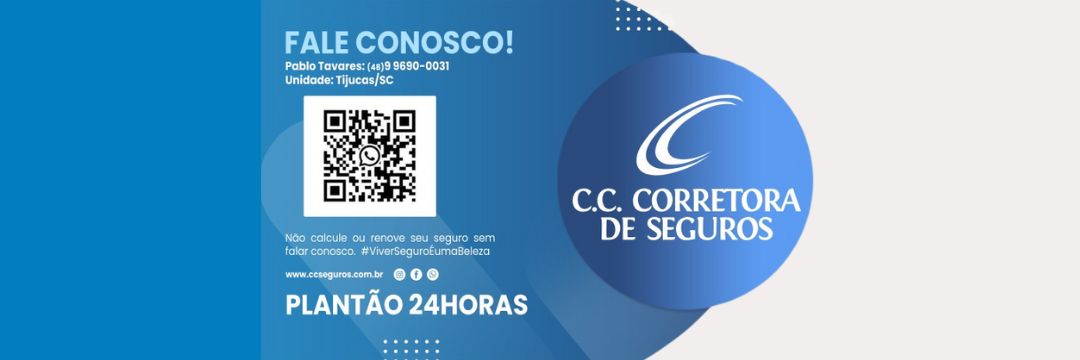 FALE CONOSCO!
Pablo Tavares: (48)9 9690-0031
Unidade: Tijucas/SC
Não calcule ou renove seu seguro sem
falar conosco. #ViverSeguroÉumaBeleza
www.ccseguros.com.br
PLANTÃO 24HORAS
C.C. CORRETORA
DE SEGUROS